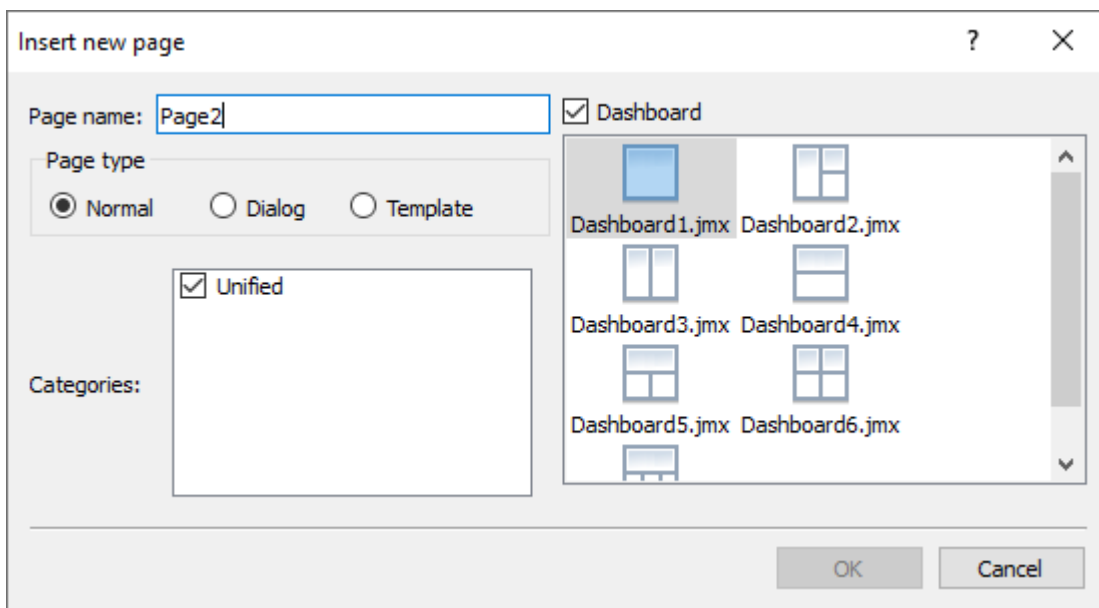 Insert new page
?
Page name: Page2
Page type
Normal Dialog Template
Categories:
Unified
Dashboard
Dashboard1.jmx Dashboard2.jmx
Dashboard3.jmx Dashboard4.jmx
Dashboard5.jmx Dashboard6.jmx
OK Cancel